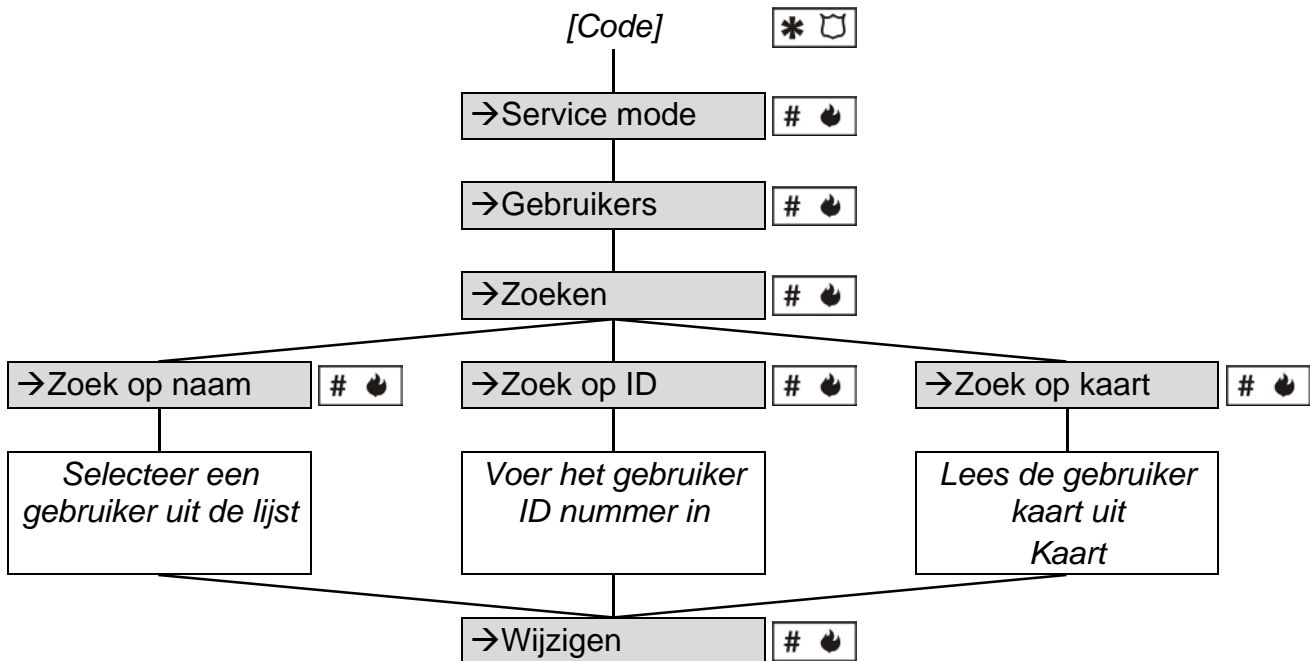 [Code] *
→Service mode #
→Gebruikers #
→Zoeken #
→Zoek op naam #
→Zoek op ID #
→Zoek op kaart #
Selecteer een
gebruiker uit de lijst
Voer het gebruiker
ID nummer in
Lees de gebruiker
kaart uit
Kaart
→Wijzigen #